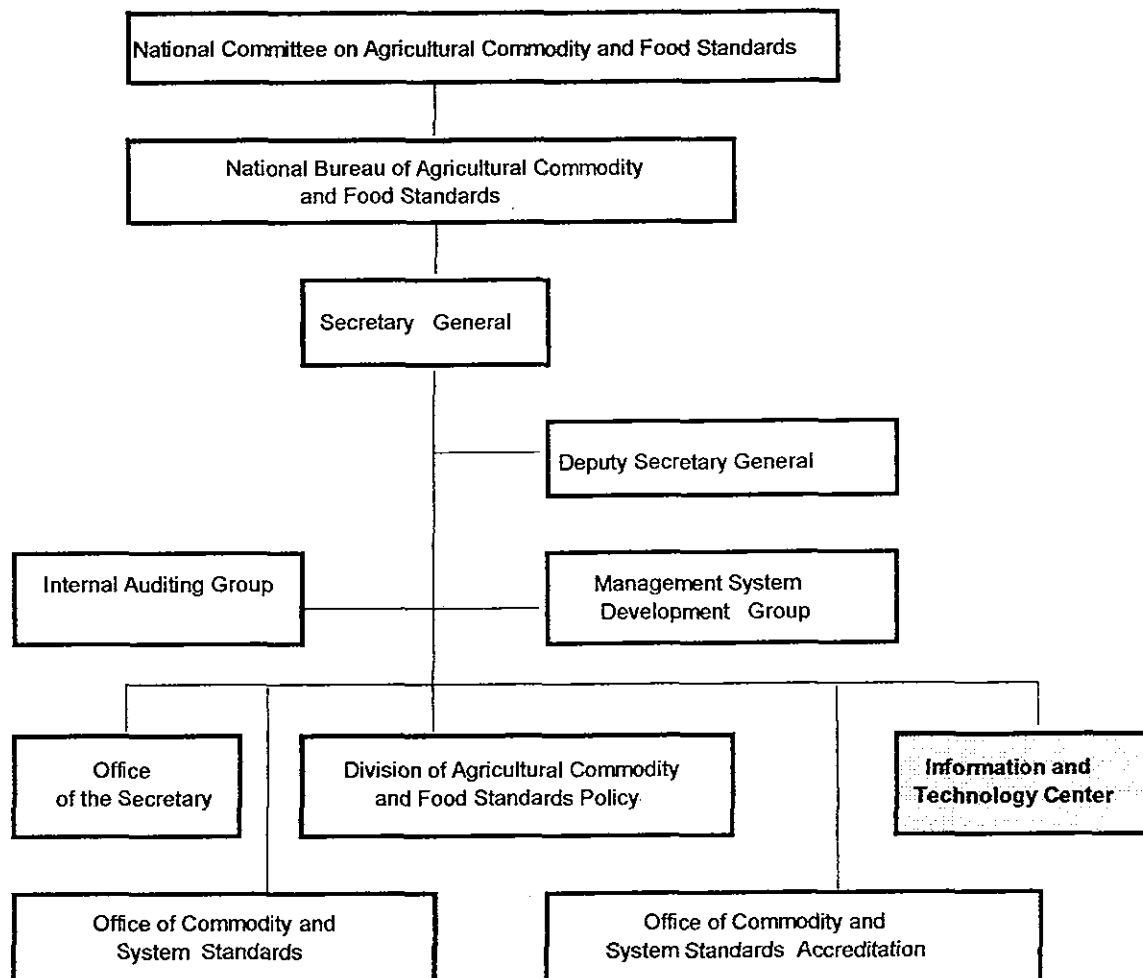 National Committee on Agricultural Commodity and Food Standards
National Bureau of Agricultural Commodity
and Food Standards
Secretary General
Deputy Secretary General
Internal Auditing Group
Management System
Development Group
Office
of the Secretary
Division of Agricultural Commodity
and Food Standards Policy
Information and
Technology Center
Office of Commodity and
System Standards
Office of Commodity and
System Standards Accreditation